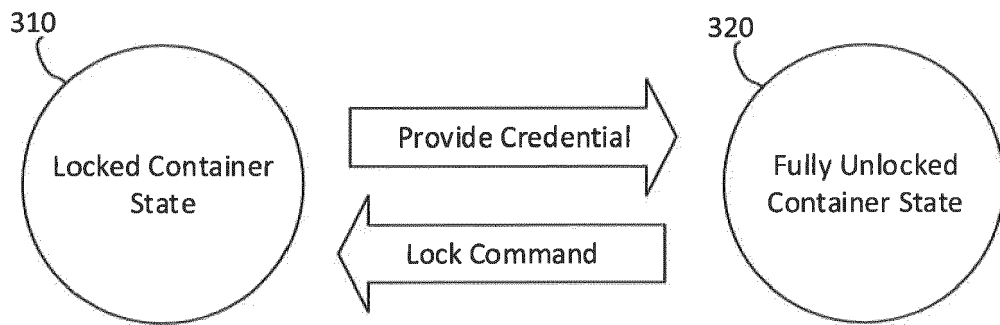 310
320
Provide Credential
Locked Container
State
Fully Unlocked
Container State
Lock Command